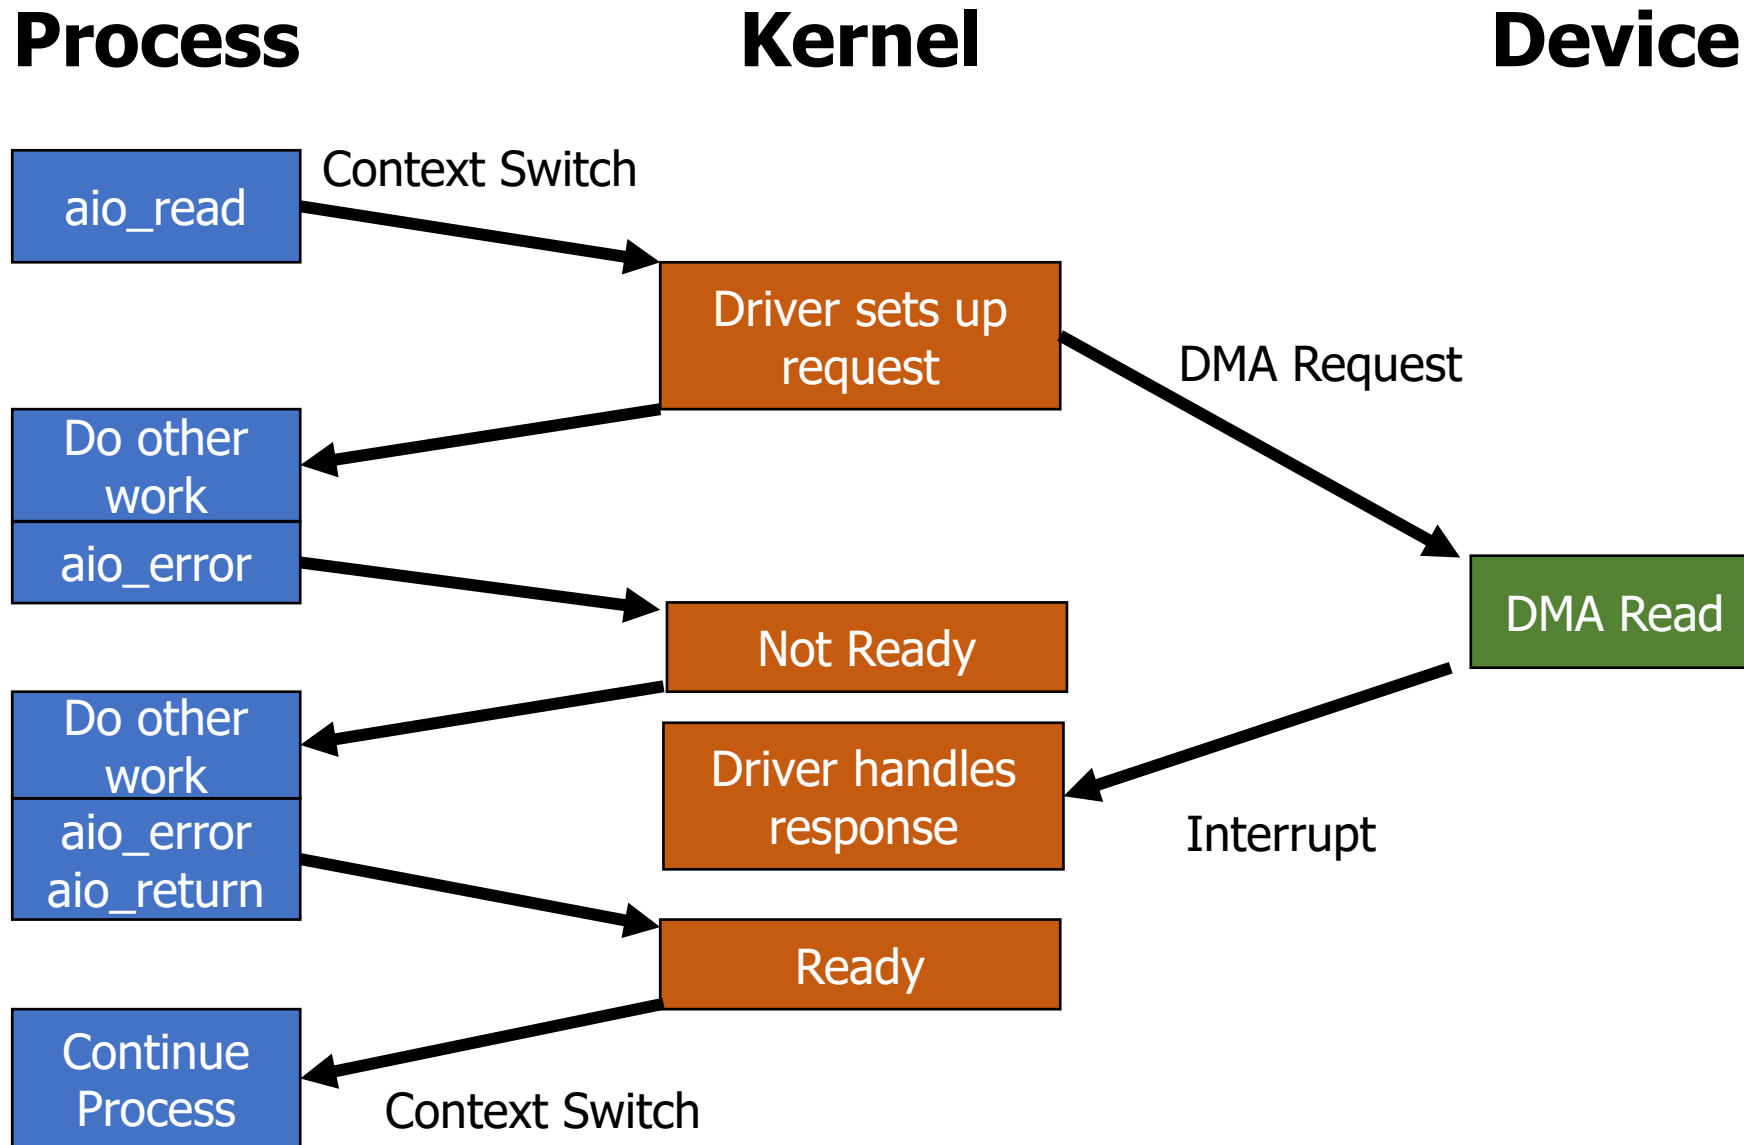 Process
Kernel
Device
Context Switch
aio_read
Driver sets up
request
DMA Request
Do other
work
aio_error
DMA Read
Not Ready
Do other
work
Driver handles
response
aio_error
aio_return
Interrupt
Ready
Continue
Process
Context Switch